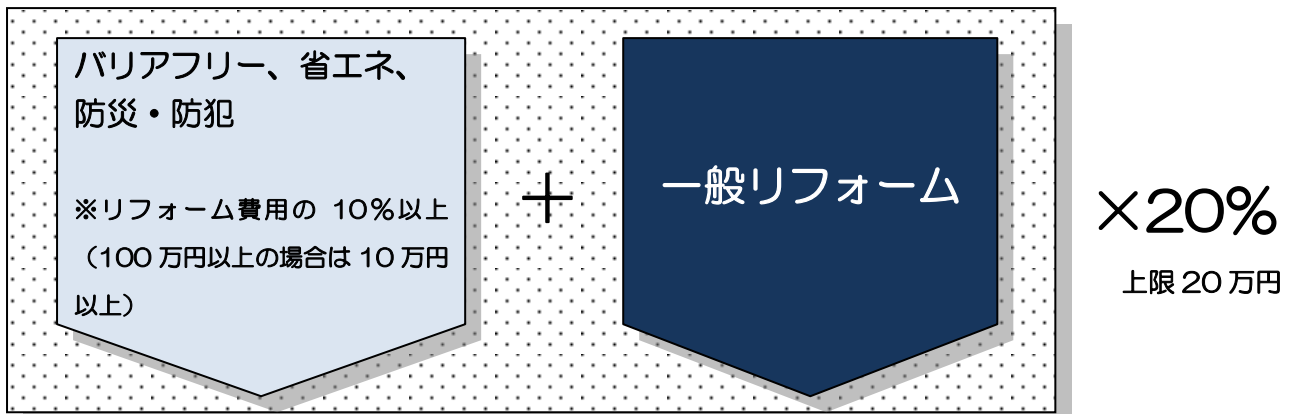 バリアフリー、省エネ、
防災・防犯
※リフォーム費用の 10%以上
(100 万円以上の場合は 10 万円
以上)
+
一般リフォーム
×20%
上限 20 万円